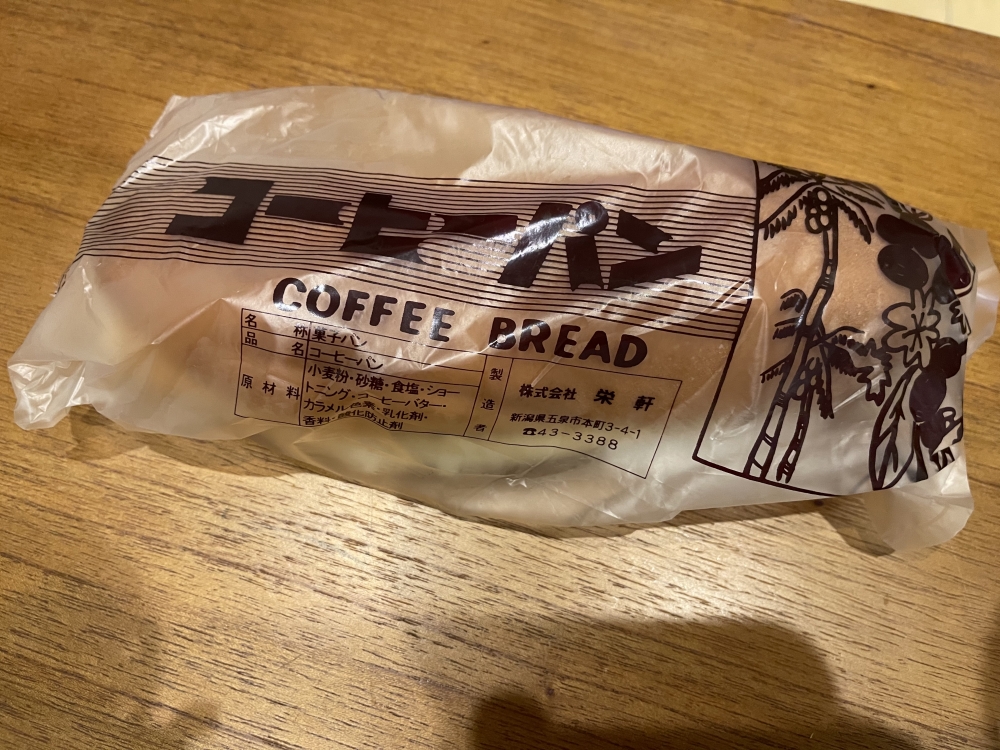 コーヒーパン
COFFEE BREAD
名称 菓子パン
品名 コーヒーパン
原材料 小麦粉・砂糖・食塩・ショー
トニング・コーヒーバター・
カラメル色素・乳化剤・
香料・酸化防止剤
製造者
株式会社 栄軒
新潟県五泉市本町3-4-1
☎43-3388